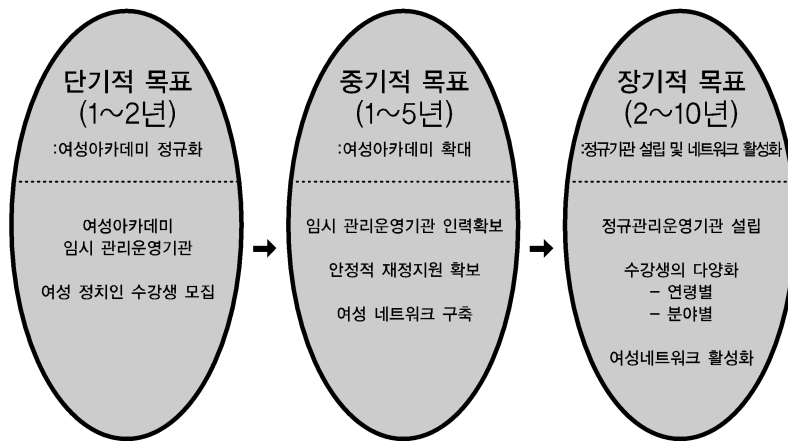 단기적 목표
(1~2년)
:여성아카데미 정규화
여성아카데미
임시 관리운영기관
여성 정치인 수강생 모집
중기적 목표
(1~5년)
:여성아카데미 확대
임시 관리운영기관 인력확보
안정적 재정지원 확보
여성 네트워크 구축
장기적 목표
(2~10년)
:정규기관 설립 및 네트워크 활성화
정규관리운영기관 설립
수강생의 다양화
– 연령별
– 분야별
여성네트워크 활성화